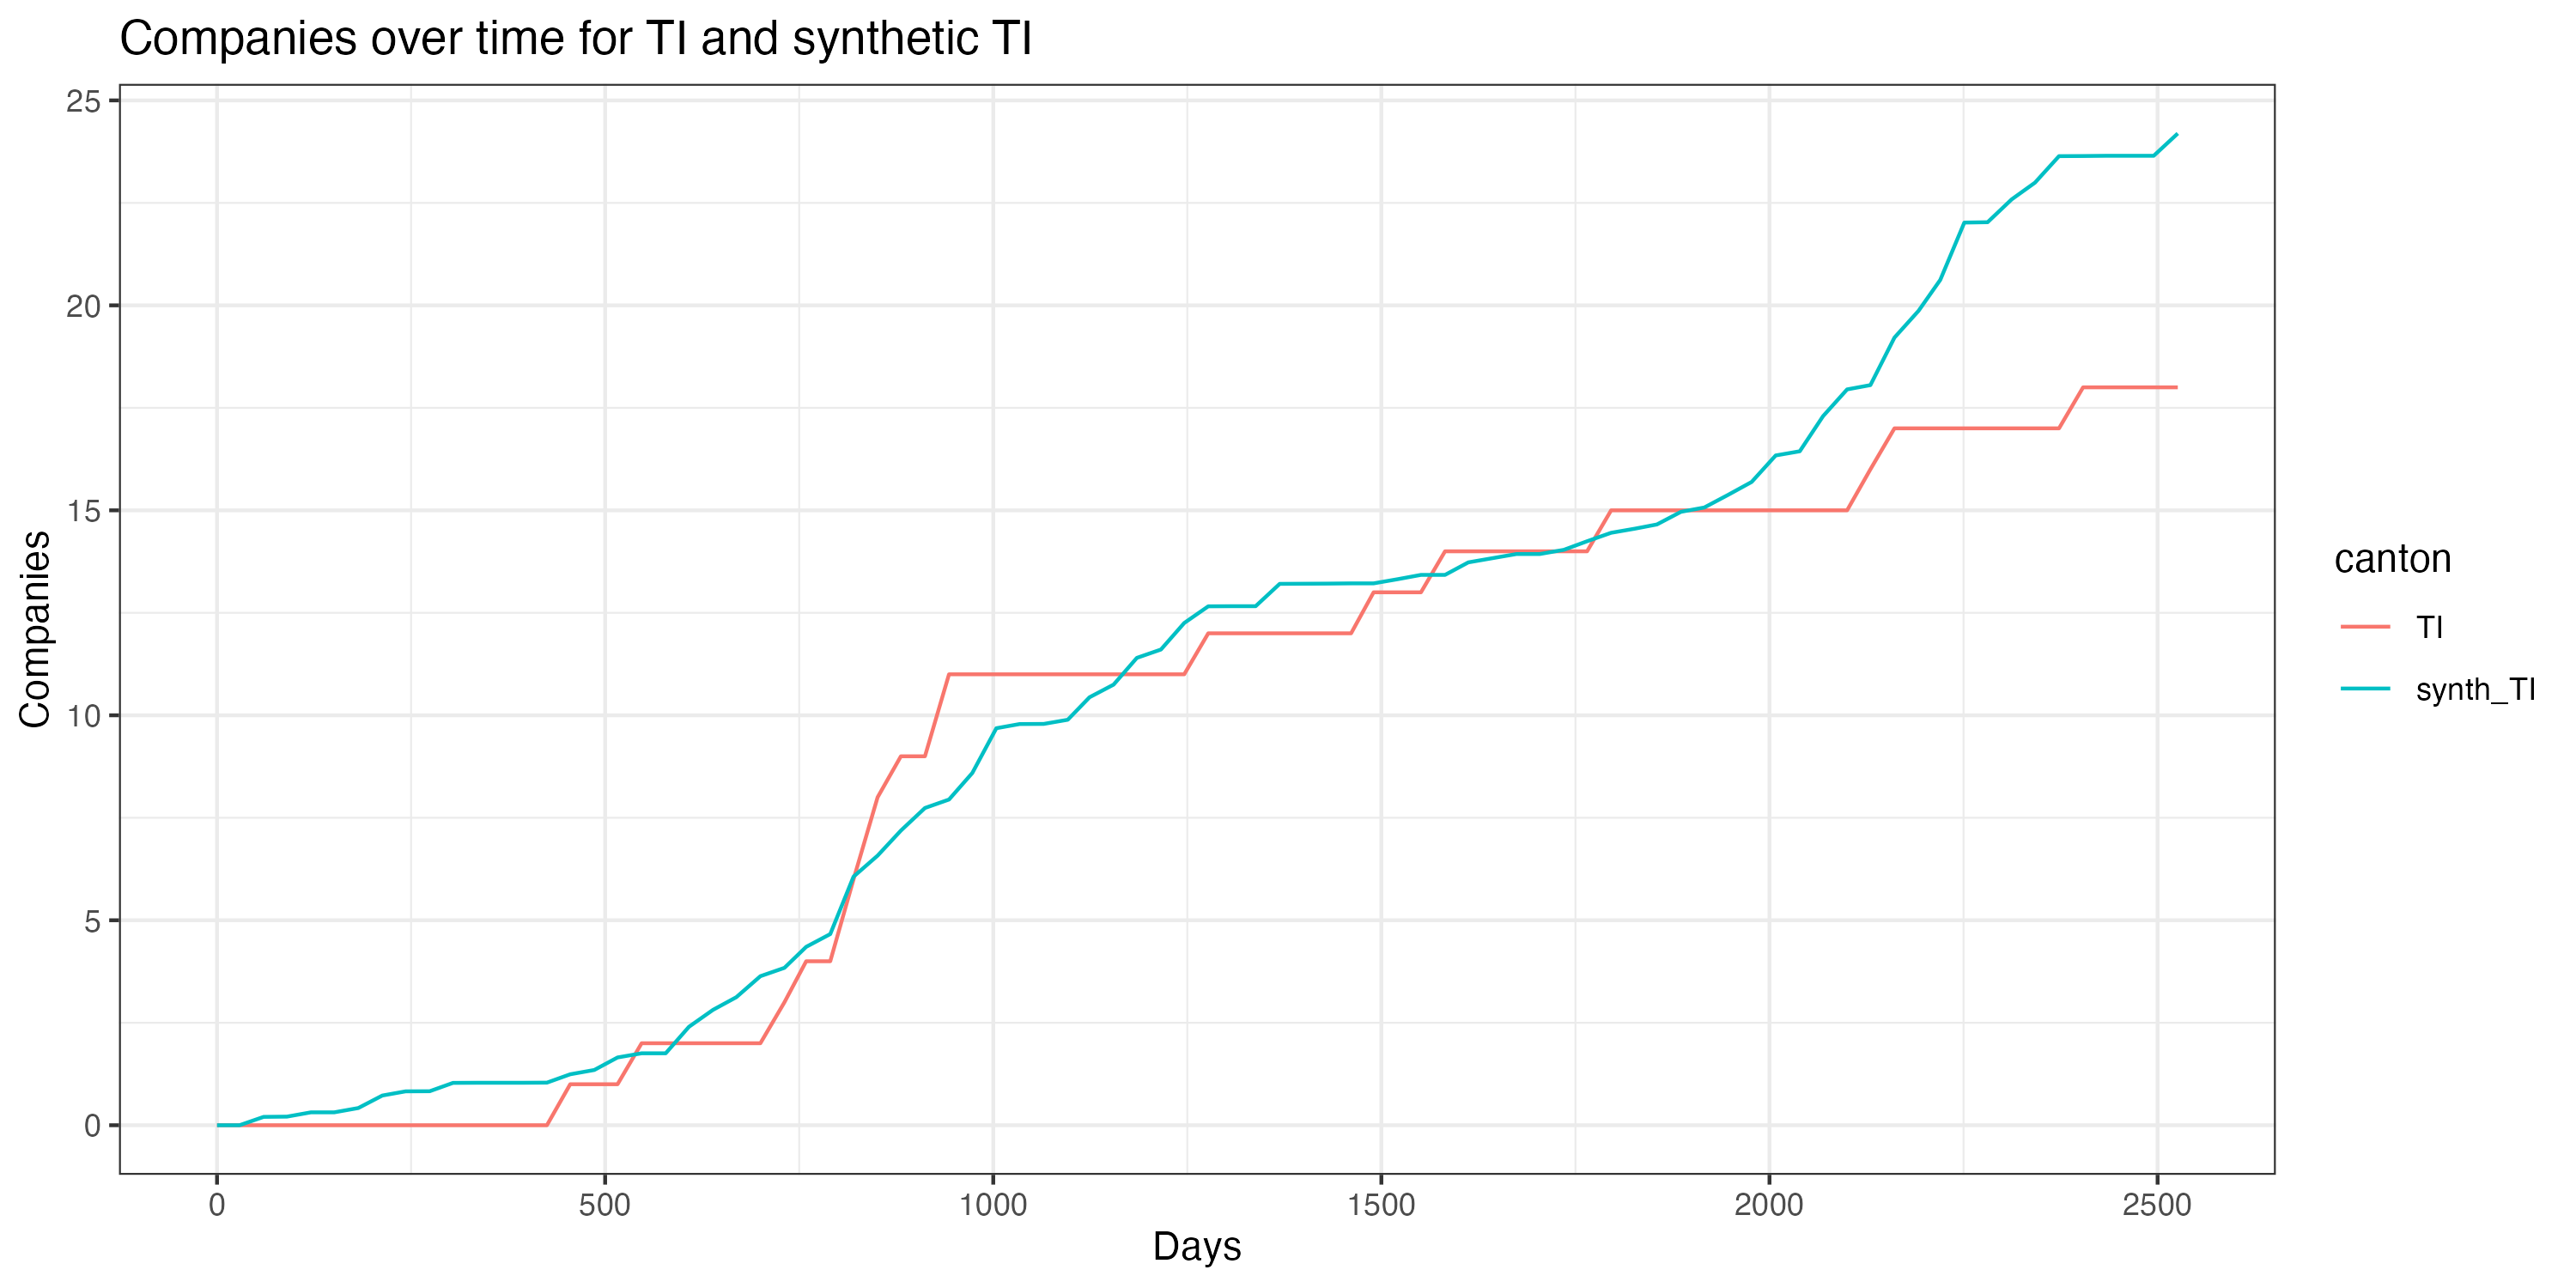 Companies over time for TI and synthetic TI
25
20
15
10
5
0
Companies
0 500 1000 1500 2000 2500
Days
canton
TI
synth_TI